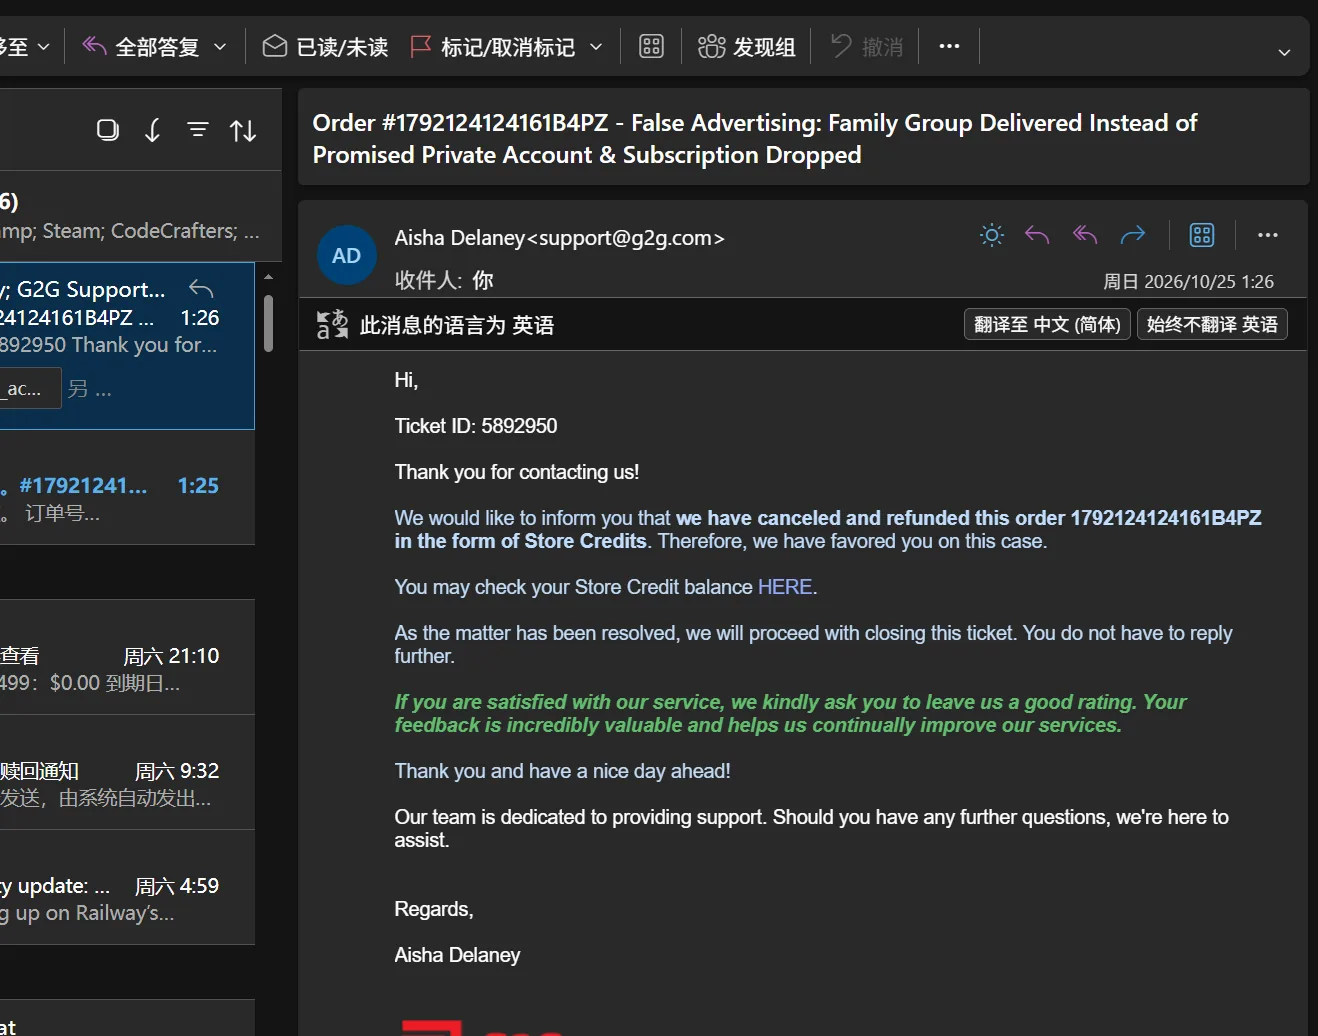 移至
全部答复
已读/未读
标记/取消标记
发现组
撤消
6)
mp; Steam; CodeCrafters; ...
y; G2G Support...
24124161B4PZ ... 1:26
5892950 Thank you for...
_ac... 另 ...
。#17921241... 1:25
。 订单号...
查看 周六 21:10
499： $0.00 到期日...
赎回通知 周六 9:32
发送，由系统自动发出...
ty update: ... 周六 4:59
g up on Railway’s...
at
Order #1792124124161B4PZ - False Advertising: Family Group Delivered Instead of
Promised Private Account & Subscription Dropped
AD
Aisha Delaney<support@g2g.com>
收件人: 你
周日 2026/10/25 1:26
此消息的语言为 英语
翻译至 中文 (简体)
始终不翻译 英语
Hi,
Ticket ID: 5892950
Thank you for contacting us!
We would like to inform you that we have canceled and refunded this order 1792124124161B4PZ
in the form of Store Credits. Therefore, we have favored you on this case.
You may check your Store Credit balance HERE.
As the matter has been resolved, we will proceed with closing this ticket. You do not have to reply
further.
If you are satisfied with our service, we kindly ask you to leave us a good rating. Your
feedback is incredibly valuable and helps us continually improve our services.
Thank you and have a nice day ahead!
Our team is dedicated to providing support. Should you have any further questions, we're here to
assist.
Regards,
Aisha Delaney